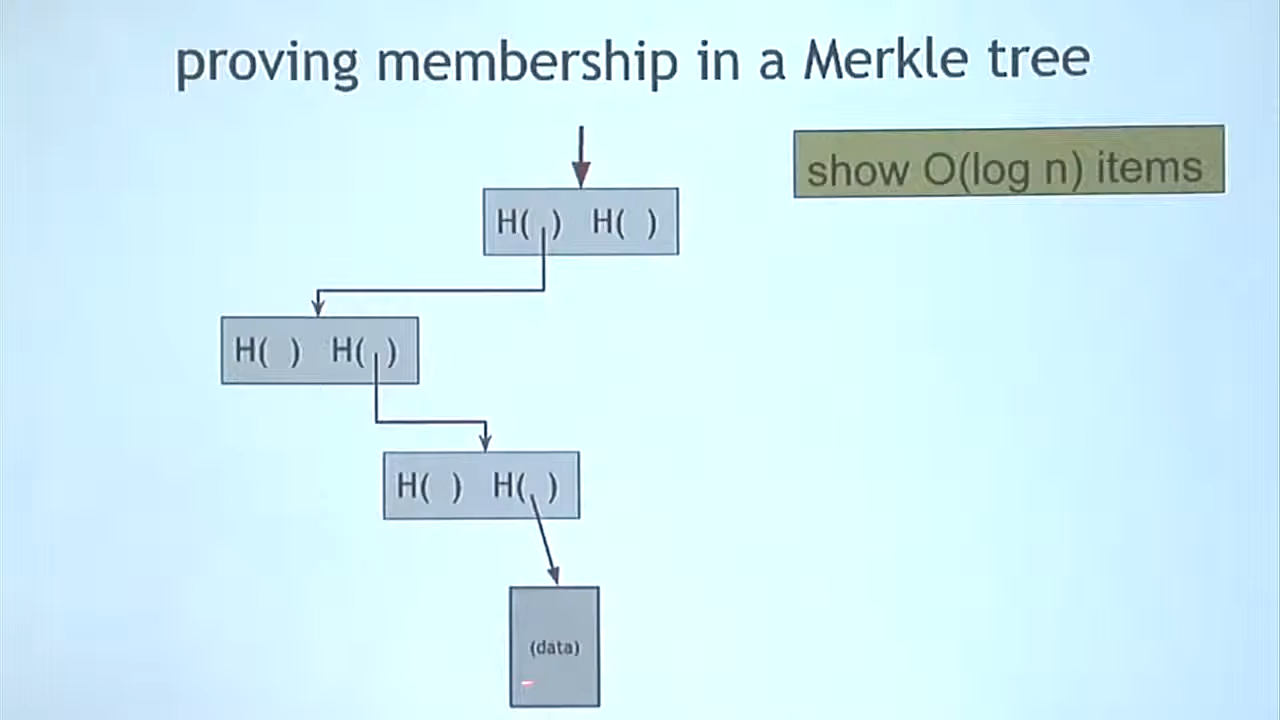 proving membership in a Merkle tree
show O(log n) items
H( ) H( )
H( ) H( )
H( ) H( )
(data)